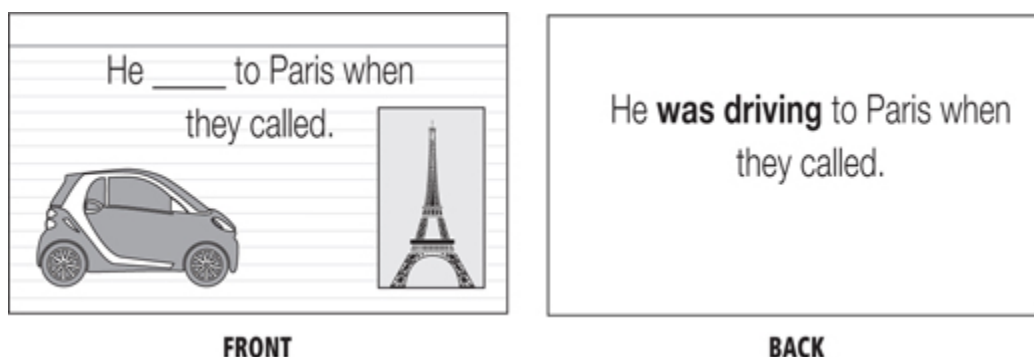 He _____ to Paris when
they called.
He was driving to Paris when
they called.
FRONT
BACK